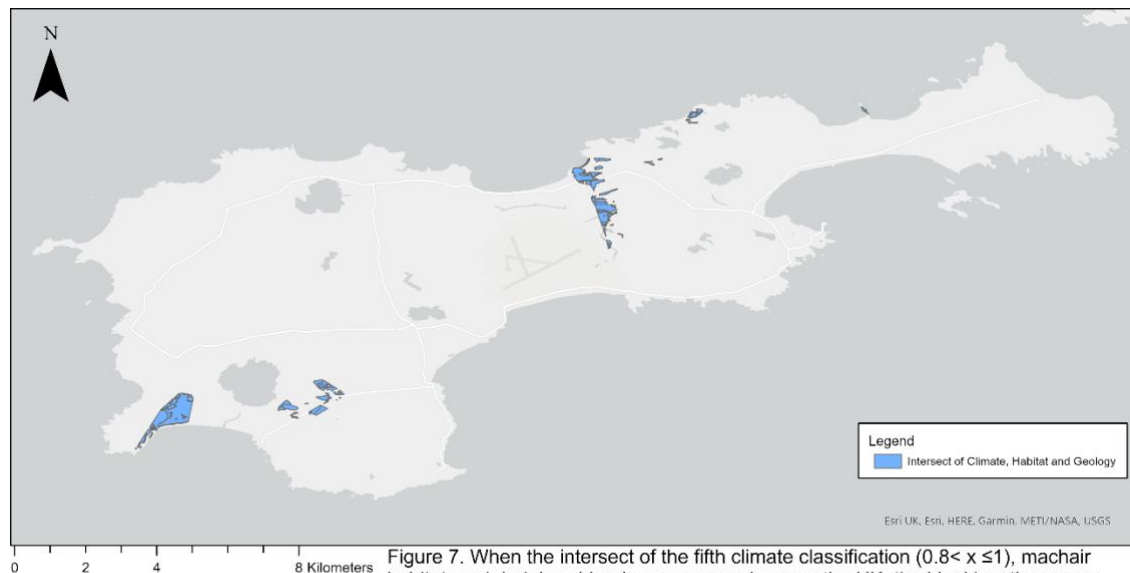 N
Legend
Intersect of Climate, Habitat and Geology
Esri UK, Esri, HERE, Garmin, METI/NASA, USGS
0 2 4 8 Kilometers
Figure 7. When the intersect of the fifth climate classification (0.8< x ≤1), machair